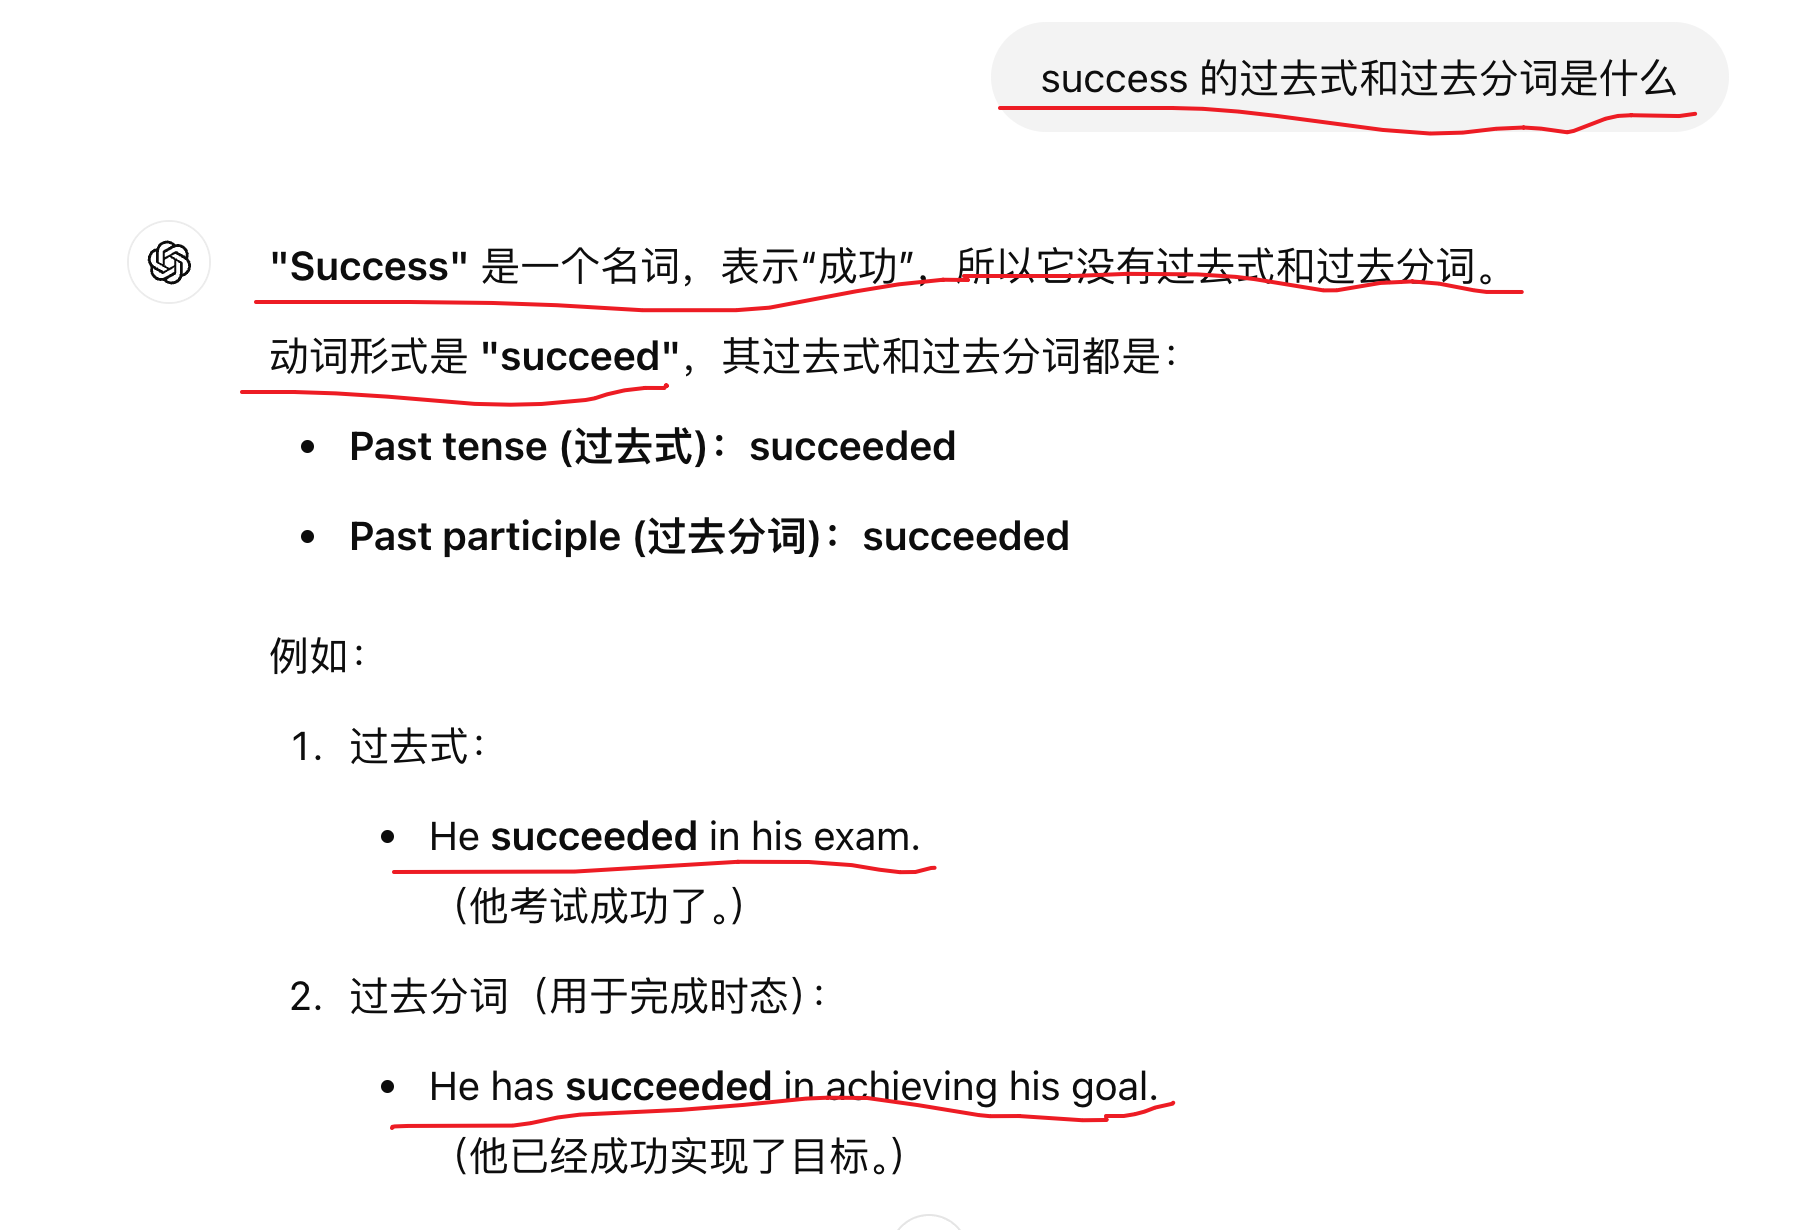 success 的过去式和过去分词是什么
"Success" 是一个名词，表示“成功”，所以它没有过去式和过去分词。
动词形式是 "succeed"，其过去式和过去分词都是：
• Past tense (过去式)：succeeded
• Past participle (过去分词)：succeeded
例如：
1. 过去式：
• He succeeded in his exam.
（他考试成功了。）
2. 过去分词（用于完成时态）：
• He has succeeded in achieving his goal.
（他已经成功实现了目标。）